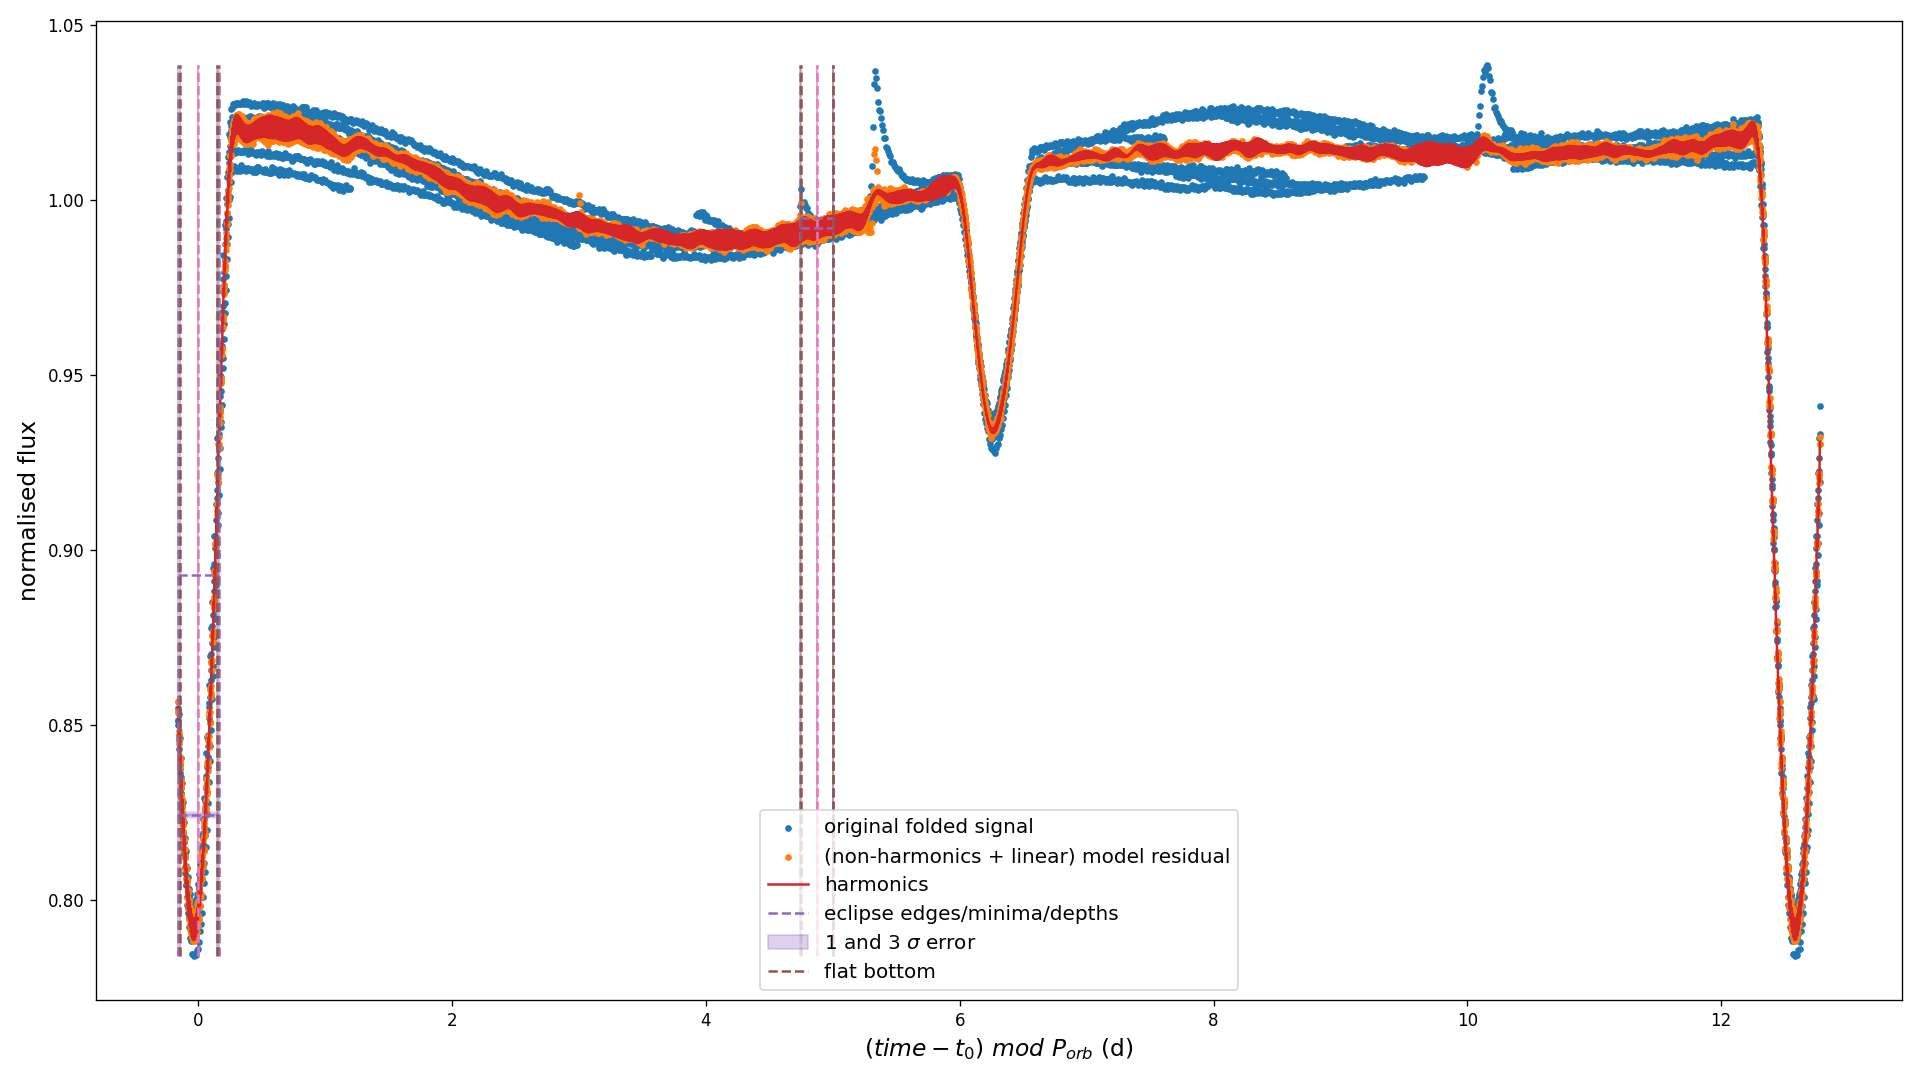 normalised flux
1.05
1.00
0.95
0.90
0.85
0.80
original folded signal
(non-harmonics + linear) model residual
harmonics
eclipse edges/minima/depths
1 and 3 σ error
flat bottom
0 2 4 6 8 10 12
(time − t₀) mod P_orb (d)